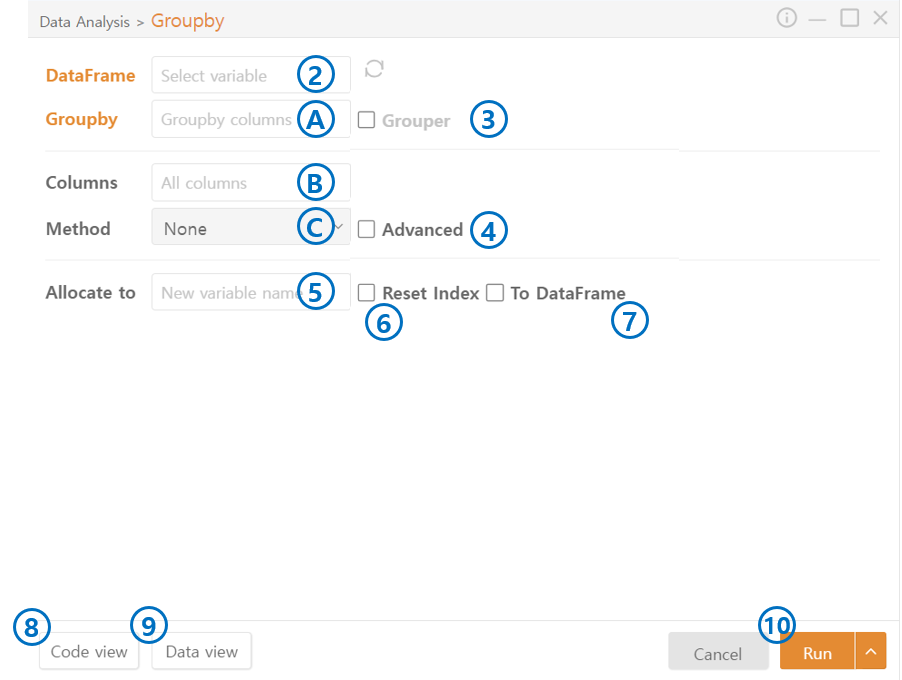 Data Analysis > Groupby
DataFrame Select variable 2
Groupby Groupby columns A Grouper 3
Columns All columns B
Method None C Advanced 4
Allocate to New variable name 5 Reset Index To DataFrame
6 7
8 9 10
Code view Data view Cancel Run